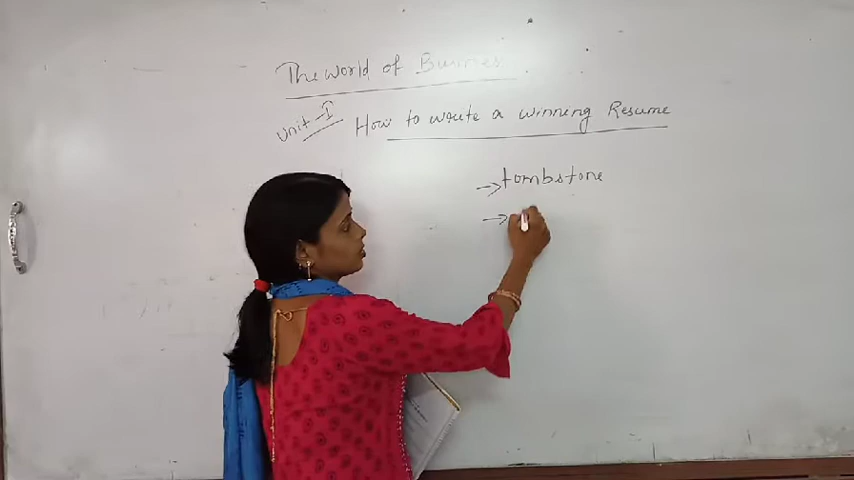 The World of Business
Unit - I
How to write a winning Resume
→ tombstone
→